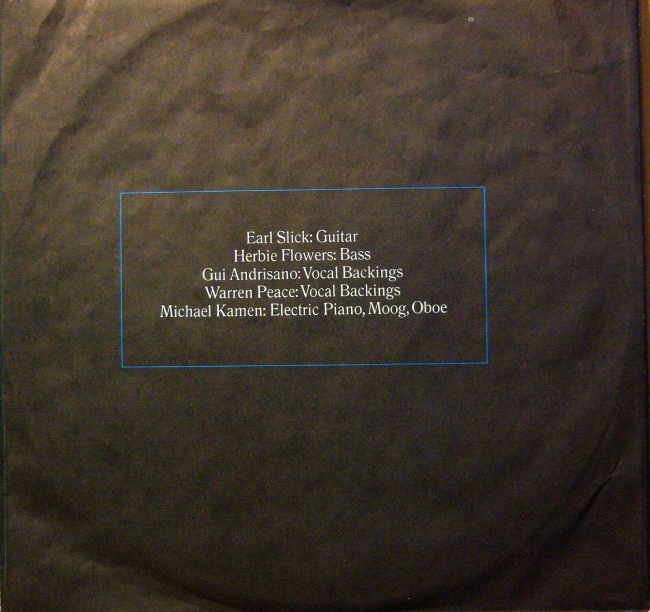 Earl Slick: Guitar
Herbie Flowers: Bass
Gui Andrisano: Vocal Backings
Warren Peace: Vocal Backings
Michael Kamen: Electric Piano, Moog, Oboe